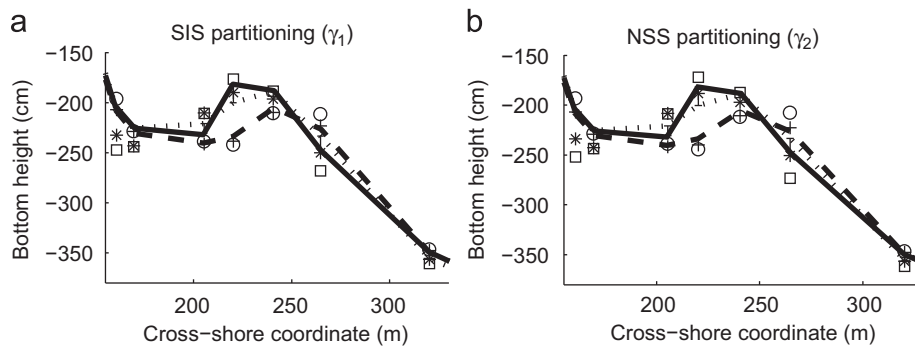 a
SIS partitioning (γ1)
−150
−200
−250
−300
−350
Bottom height (cm)
200
250
300
Cross−shore coordinate (m)
b
NSS partitioning (γ2)
−150
−200
−250
−300
−350
Bottom height (cm)
200
250
300
Cross−shore coordinate (m)